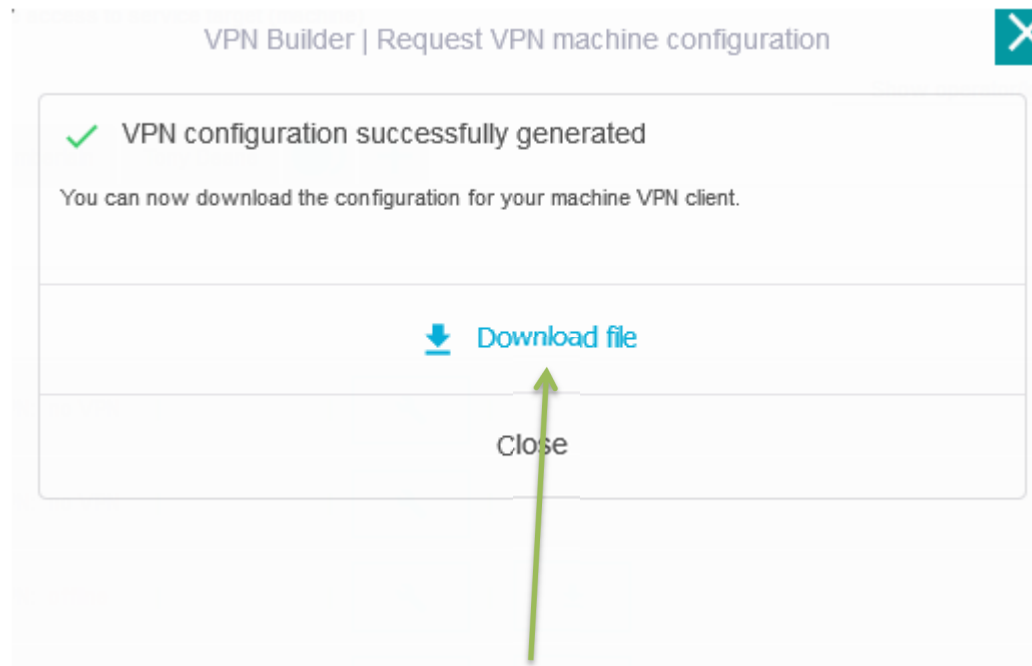 VPN Builder | Request VPN machine configuration
VPN configuration successfully generated
You can now download the configuration for your machine VPN client.
Download file
Close